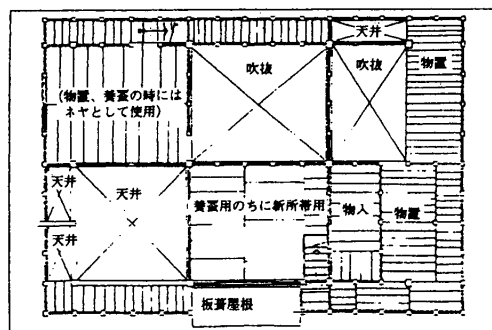 天井
吹抜
吹抜
物置
(物置、養蚕の時には
ネヤとして使用)
天井
天井
養蚕用のちに新所帯用
物入
物置
天井
板葺屋根